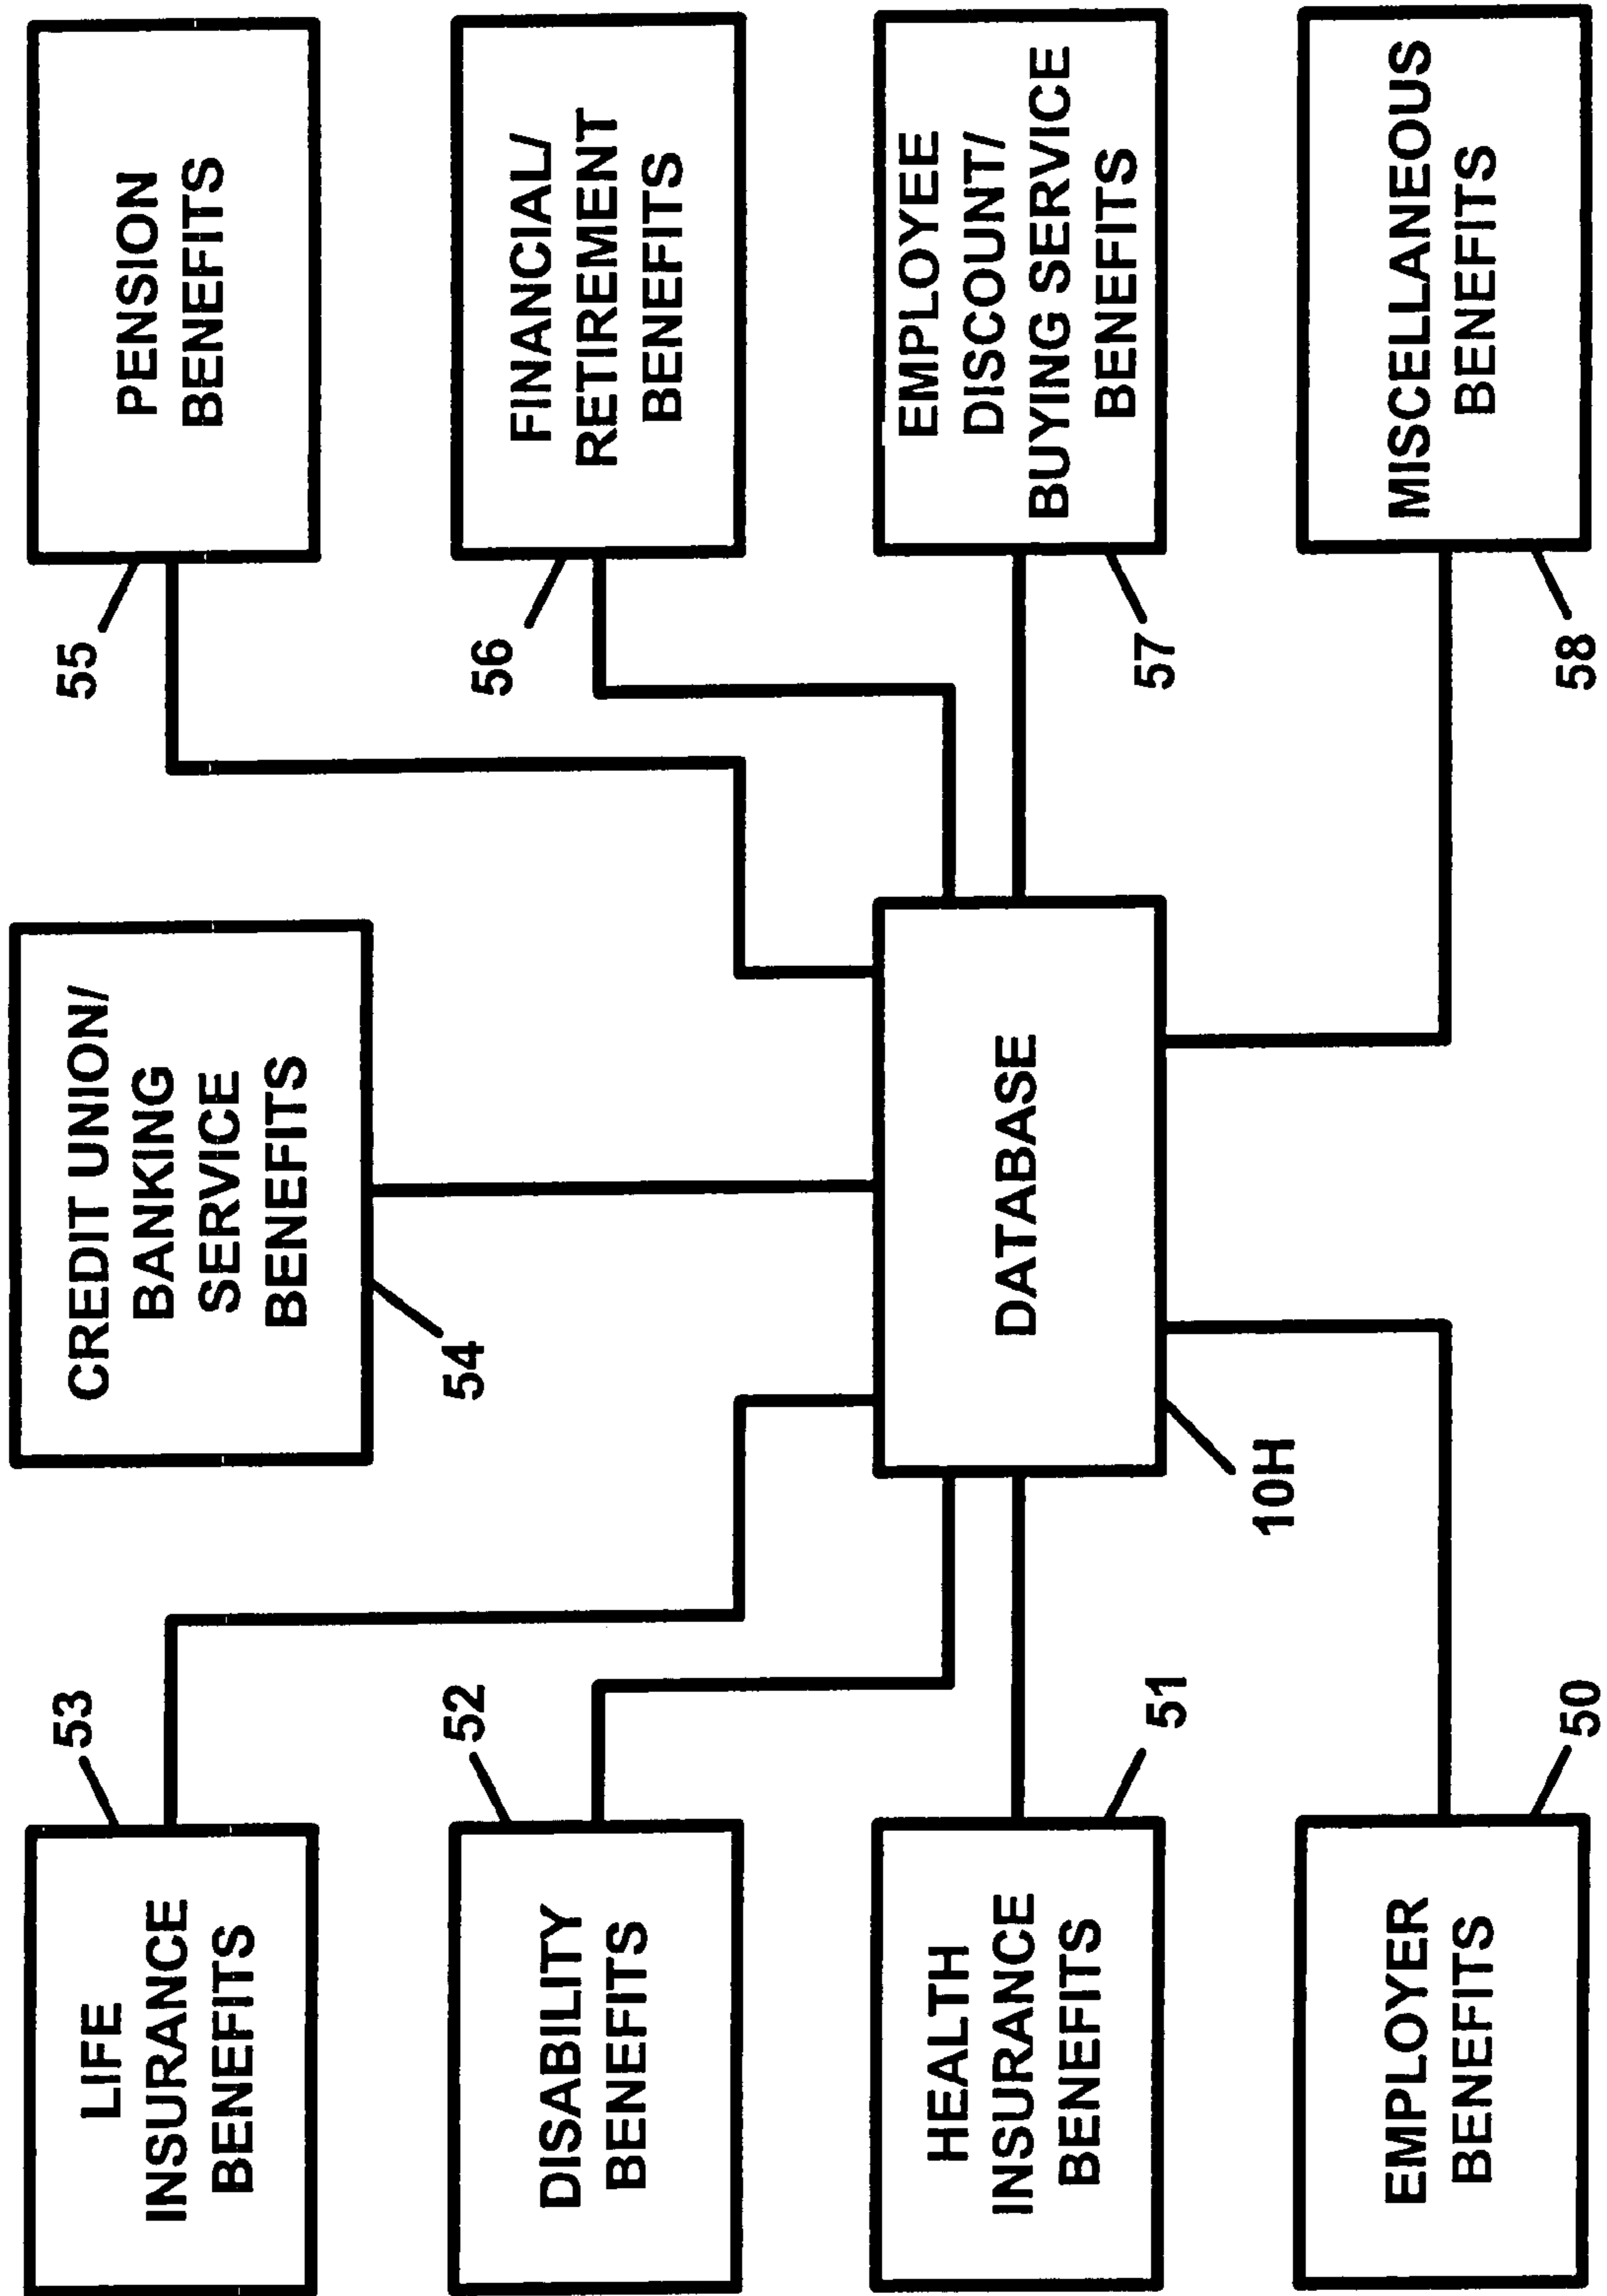 LIFE
INSURANCE
BENEFITS
53
DISABILITY
BENEFITS
52
HEALTH
INSURANCE
BENEFITS
51
EMPLOYER
BENEFITS
50
CREDIT UNION/
BANKING
SERVICE
BENEFITS
54
DATABASE
10H
PENSION
BENEFITS
55
FINANCIAL/
RETIREMENT
BENEFITS
56
EMPLOYEE
DISCOUNT/
BUYING SERVICE
BENEFITS
57
MISCELLANEOUS
BENEFITS
58